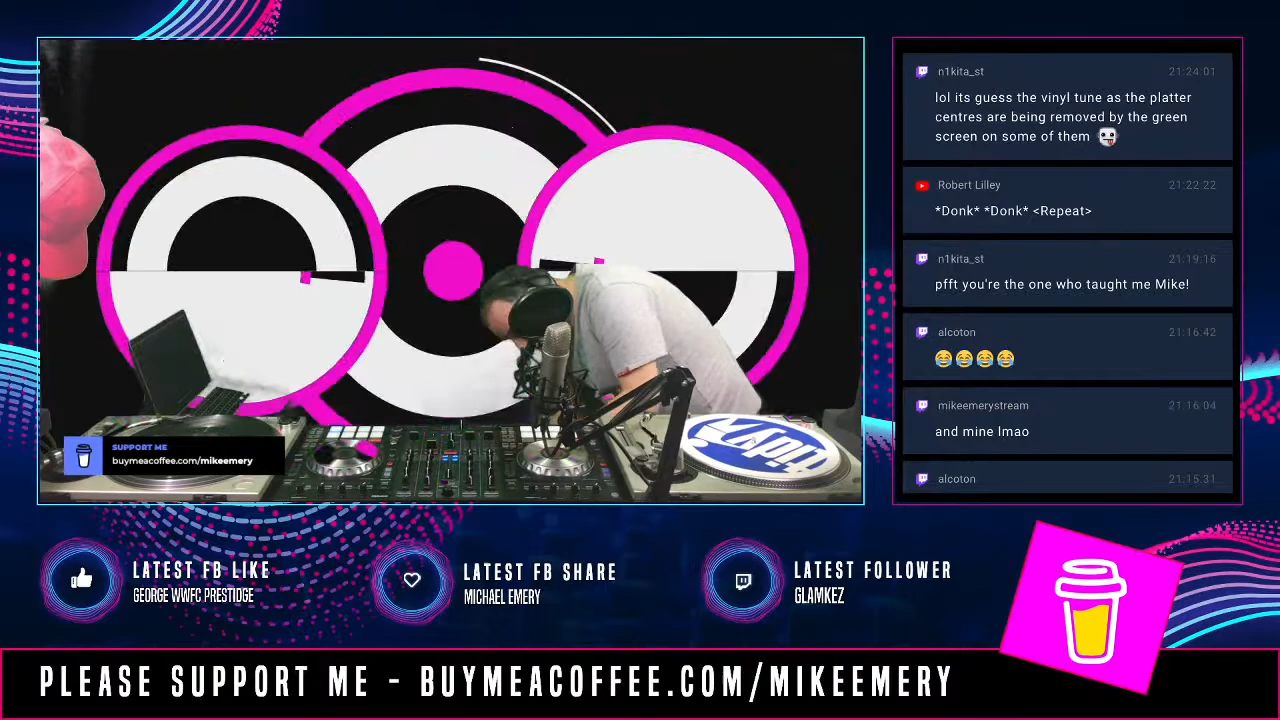 n1kita_st 21:24:01
lol its guess the vinyl tune as the platter
centres are being removed by the green
screen on some of them
Robert Lilley 21:22:22
*Donk* *Donk* <Repeat>
n1kita_st 21:19:16
pfft you're the one who taught me Mike!
alcoton 21:16:42
mikeemerystream 21:16:04
and mine lmao
alcoton 21:15:31
SUPPORT ME
buymeacoffee.com/mikeemery
LATEST FB LIKE
GEORGE WWFC PRESTIDGE
LATEST FB SHARE
MICHAEL EMERY
LATEST FOLLOWER
GLAMKEZ
PLEASE SUPPORT ME - BUYMEACOFFEE.COM/MIKEEMERY